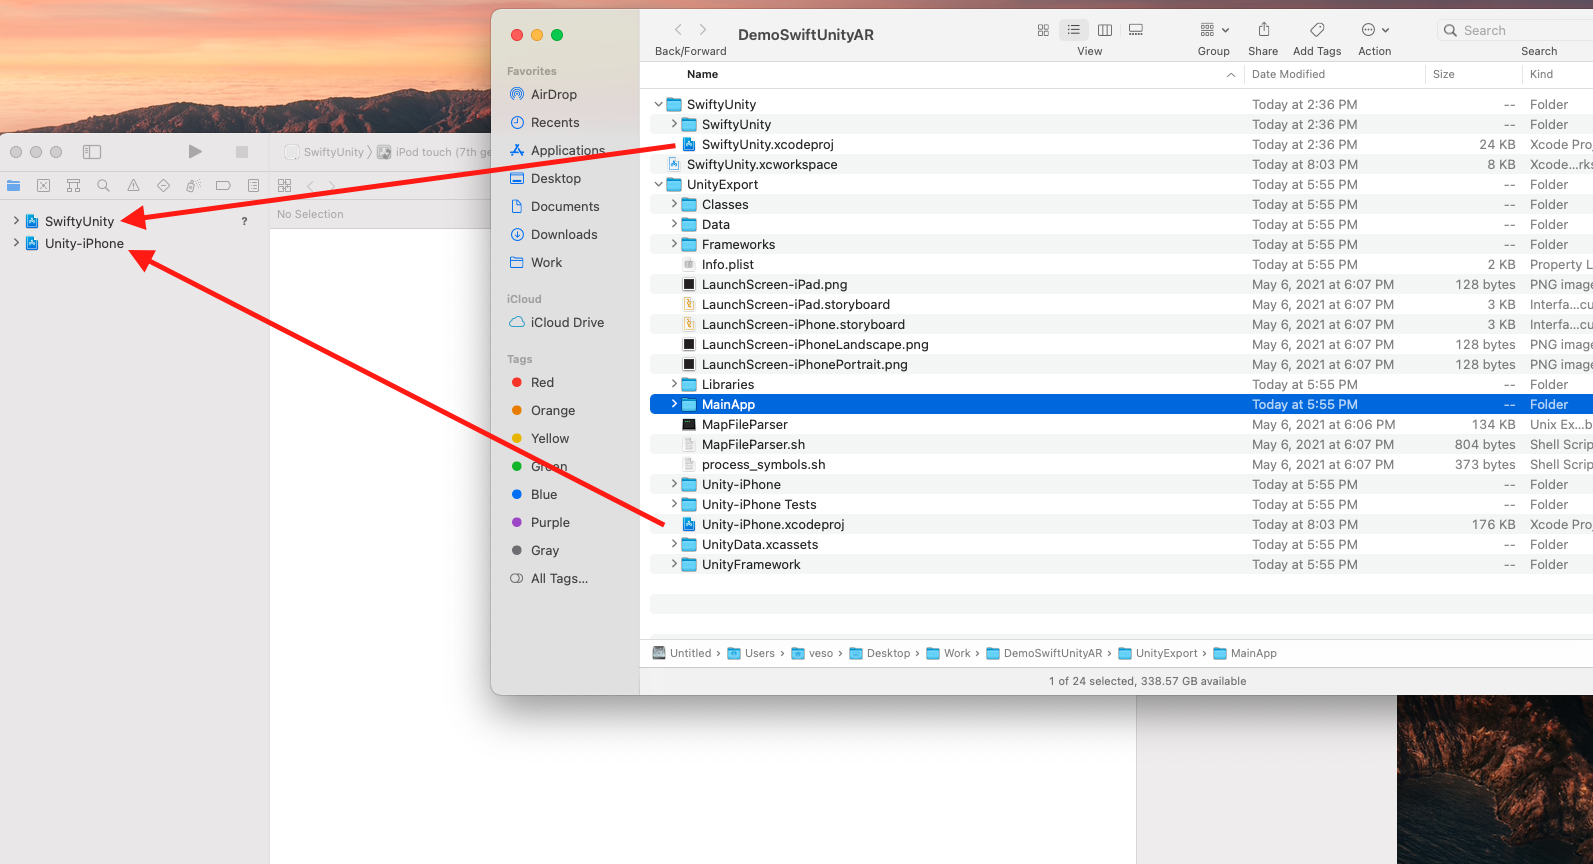 DemoSwiftUnityAR
Back/Forward
View
Group
Share
Add Tags
Action
Search
Search
Favorites
AirDrop
Recents
Applications
Desktop
Documents
Downloads
Work
iCloud
iCloud Drive
Tags
Red
Orange
Yellow
Green
Blue
Purple
Gray
All Tags...
Name Date Modified Size Kind
SwiftyUnity Today at 2:36 PM -- Folder
SwiftyUnity Today at 2:36 PM -- Folder
SwiftyUnity.xcodeproj Today at 2:36 PM 24 KB Xcode Pro
SwiftyUnity.xcworkspace Today at 8:03 PM 8 KB Xcode...rks
UnityExport Today at 5:55 PM -- Folder
Classes Today at 5:55 PM -- Folder
Data Today at 5:55 PM -- Folder
Frameworks Today at 5:55 PM -- Folder
Info.plist Today at 5:55 PM 2 KB Property L
LaunchScreen-iPad.png May 6, 2021 at 6:07 PM 128 bytes PNG image
LaunchScreen-iPad.storyboard May 6, 2021 at 6:07 PM 3 KB Interfa...cu
LaunchScreen-iPhone.storyboard May 6, 2021 at 6:07 PM 3 KB Interfa...cu
LaunchScreen-iPhoneLandscape.png May 6, 2021 at 6:07 PM 128 bytes PNG image
LaunchScreen-iPhonePortrait.png May 6, 2021 at 6:07 PM 128 bytes PNG image
Libraries Today at 5:55 PM -- Folder
MainApp Today at 5:55 PM -- Folder
MapFileParser May 6, 2021 at 6:06 PM 134 KB Unix Ex...b
MapFileParser.sh May 6, 2021 at 6:07 PM 804 bytes Shell Scrip
process_symbols.sh May 6, 2021 at 6:07 PM 373 bytes Shell Scrip
Unity-iPhone Today at 5:55 PM -- Folder
Unity-iPhone Tests Today at 5:55 PM -- Folder
Unity-iPhone.xcodeproj Today at 8:03 PM 176 KB Xcode Pro
UnityData.xcassets Today at 5:55 PM -- Folder
UnityFramework Today at 5:55 PM -- Folder
Untitled › Users › veso › Desktop › Work › DemoSwiftUnityAR › UnityExport › MainApp
1 of 24 selected, 338.57 GB available
SwiftyUnity 〉 iPod touch (7th ge
No Selection
SwiftyUnity ?
Unity-iPhone